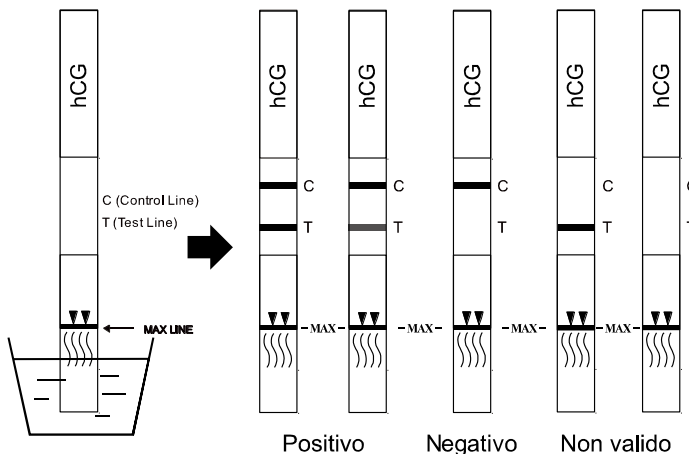 hCG
C (Control Line)
T (Test Line)
MAX LINE
hCG hCG hCG hCG hCG
C C C C C
T T T T T
MAX MAX MAX MAX
Positivo Negativo Non valido